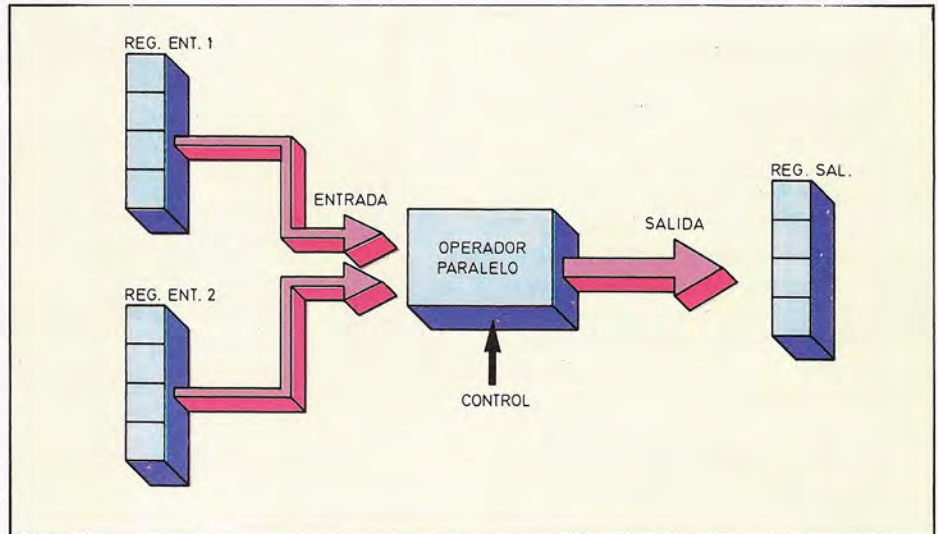 REG. ENT. 1
ENTRADA
REG. SAL.
SALIDA
OPERADOR
PARALELO
REG. ENT. 2
CONTROL